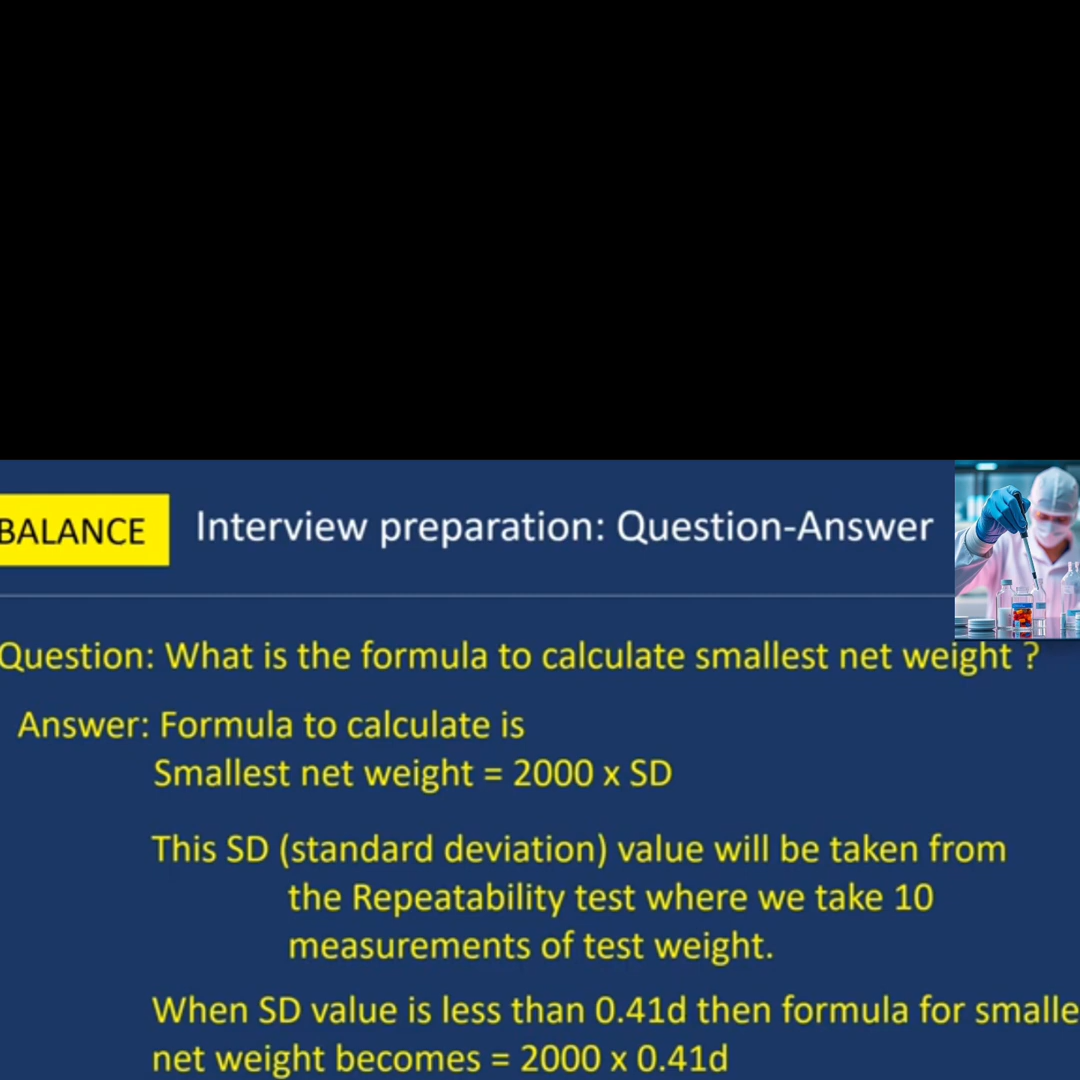 BALANCE
Interview preparation: Question-Answer
Question: What is the formula to calculate smallest net weight ?
Answer: Formula to calculate is
Smallest net weight = 2000 x SD
This SD (standard deviation) value will be taken from
the Repeatability test where we take 10
measurements of test weight.
When SD value is less than 0.41d then formula for smalle
net weight becomes = 2000 x 0.41d